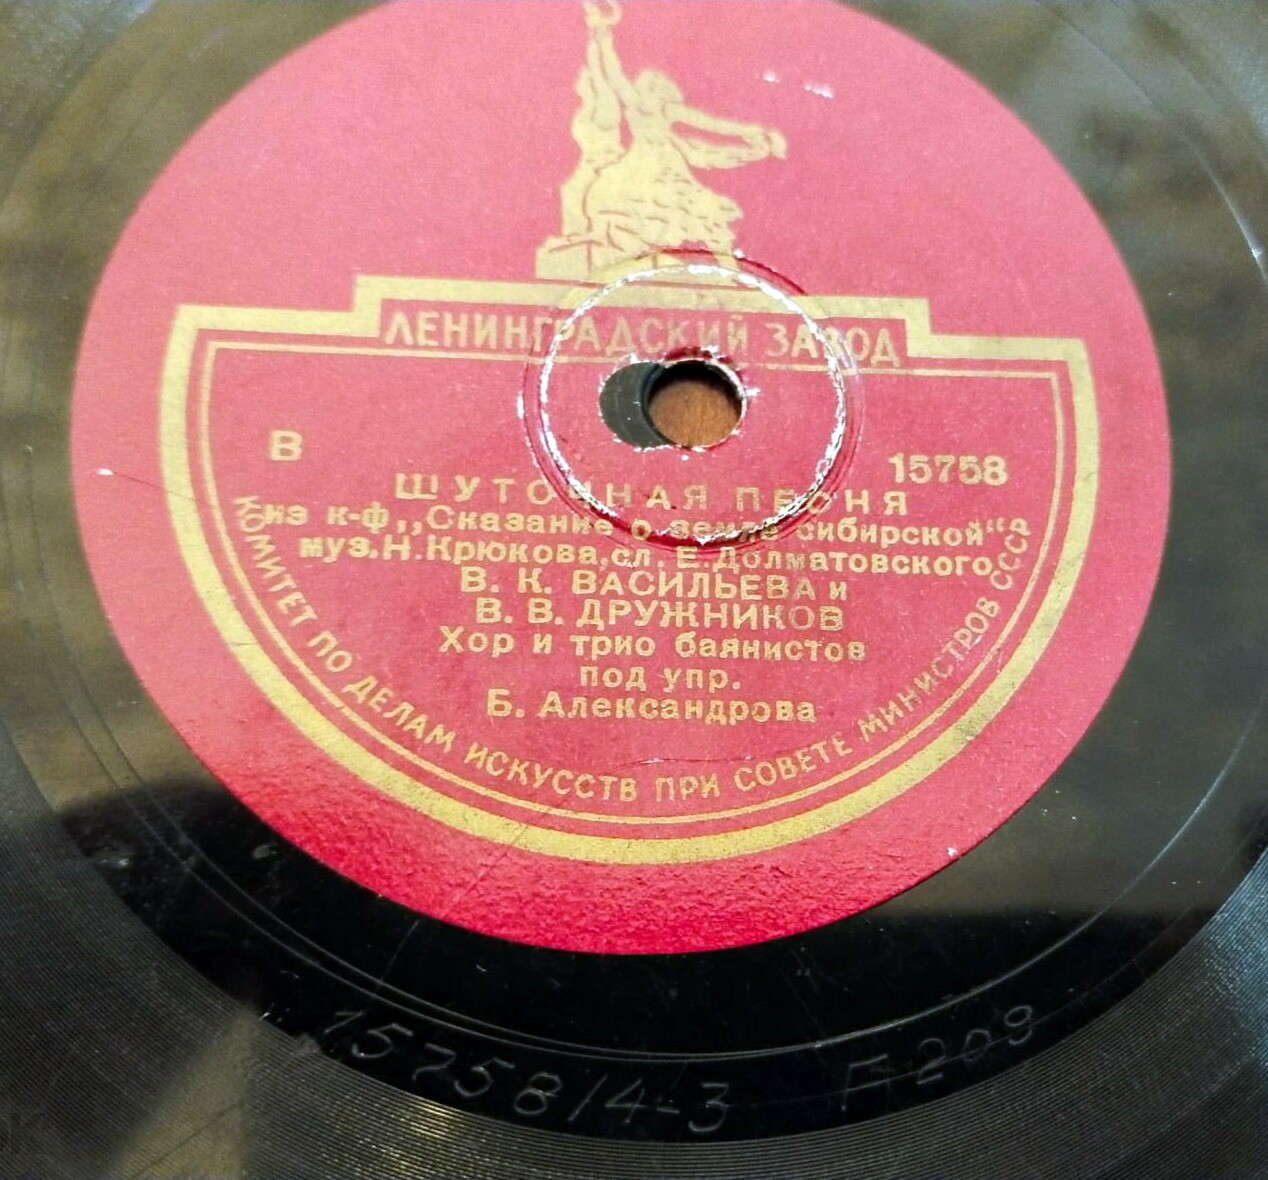 ЛЕНИНГРАДСКИЙ ЗАВОД
В
15758
ШУТОЧНАЯ ПЕСНЯ
из к-ф „Сказание о земле сибирской“
муз. Н. Крюкова, сл. Е. Долматовского
В. К. ВАСИЛЬЕВА и
В. В. ДРУЖНИКОВ
Хор и трио баянистов
под упр.
Б. Александрова
КОМИТЕТ ПО ДЕЛАМ ИСКУССТВ ПРИ СОВЕТЕ МИНИСТРОВ СССР
15758/4-3 Г-209